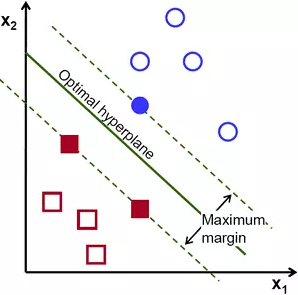 x2
Optimal hyperplane
Maximum
margin
x1